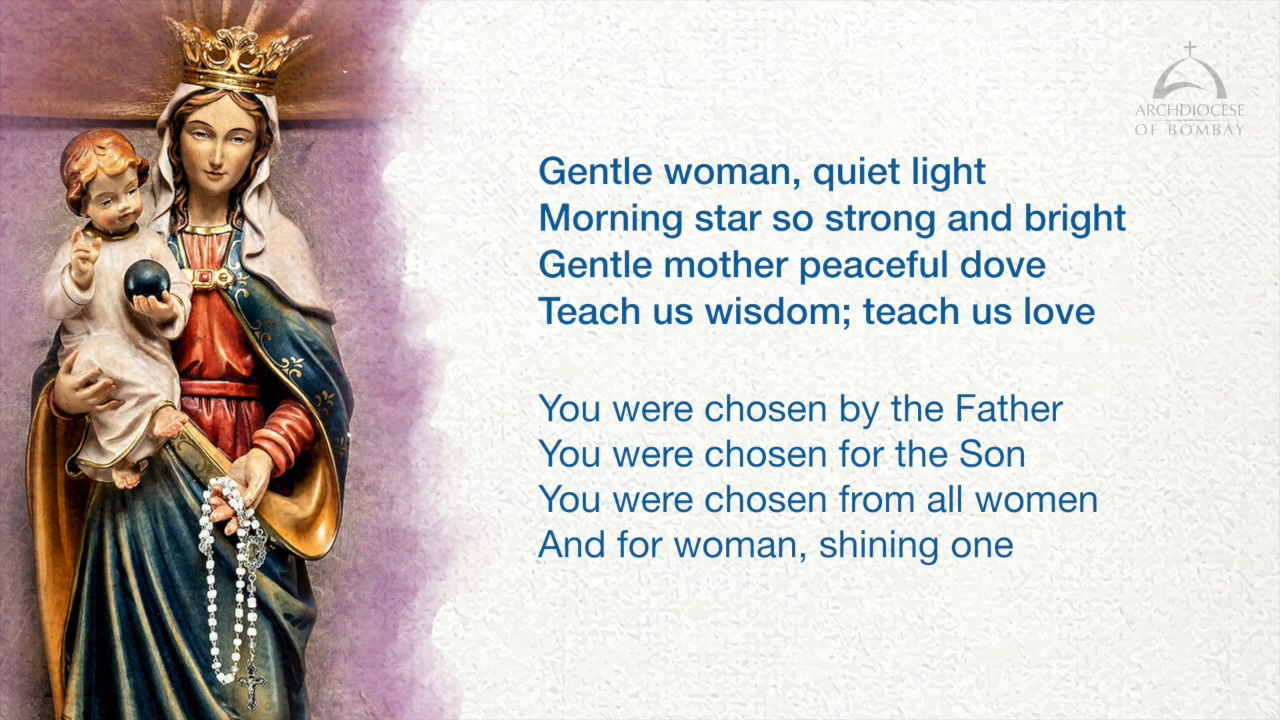 ARCHDIOCESE
OF BOMBAY
Gentle woman, quiet light
Morning star so strong and bright
Gentle mother peaceful dove
Teach us wisdom; teach us love
You were chosen by the Father
You were chosen for the Son
You were chosen from all women
And for woman, shining one